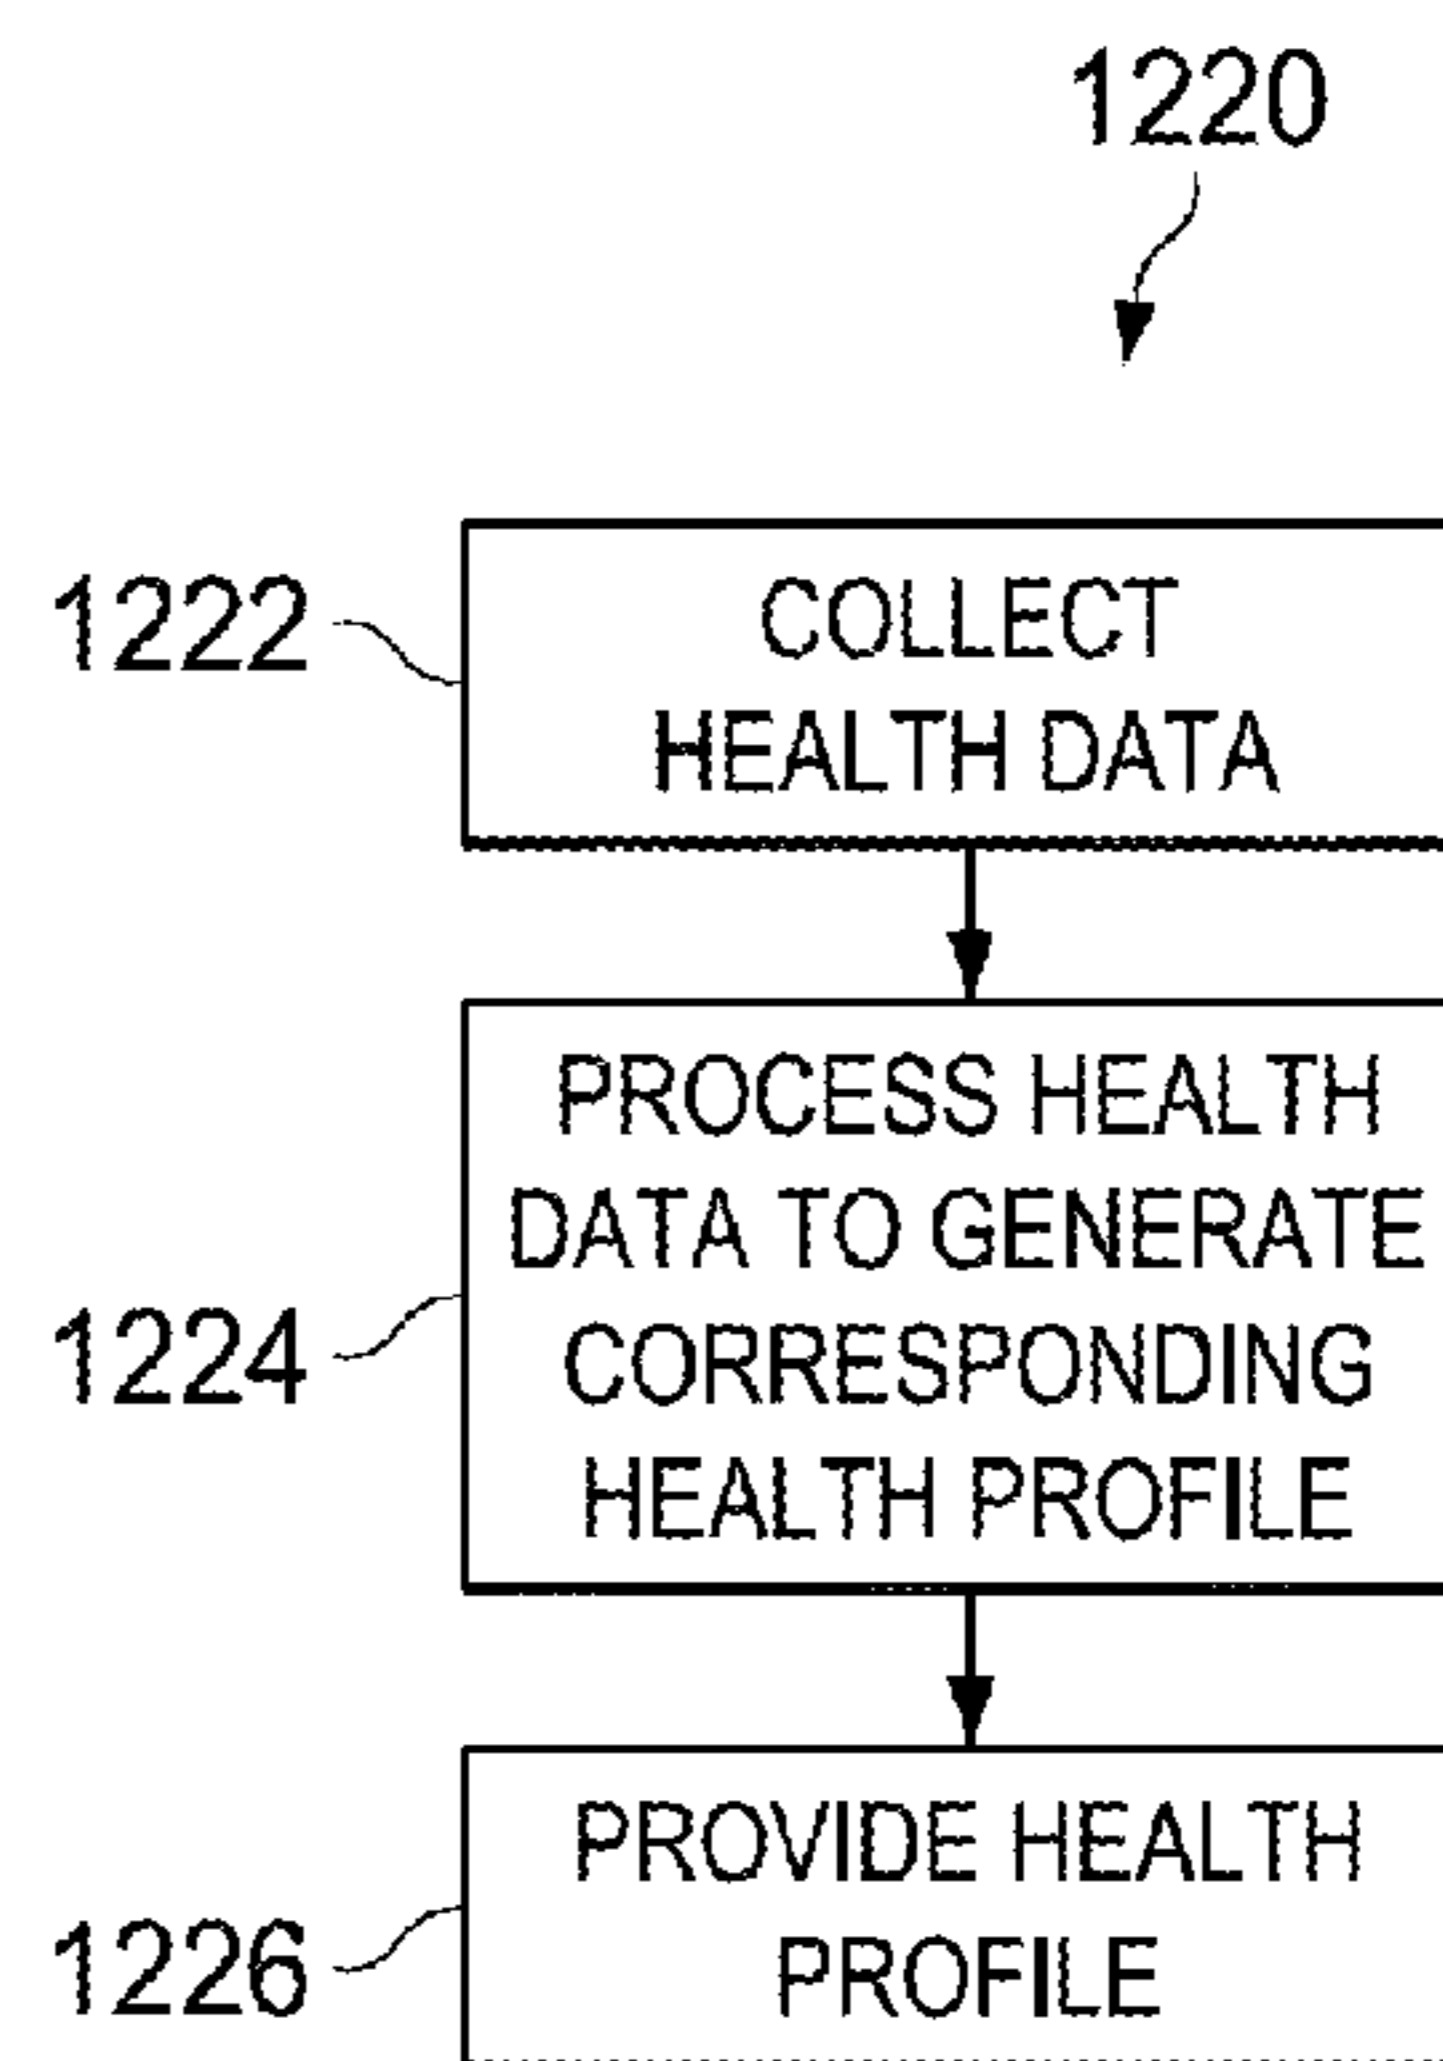 1220
1222
COLLECT
HEALTH DATA
PROCESS HEALTH
DATA TO GENERATE
1224
CORRESPONDING
HEALTH PROFILE
PROVIDE HEALTH
1226
PROFILE